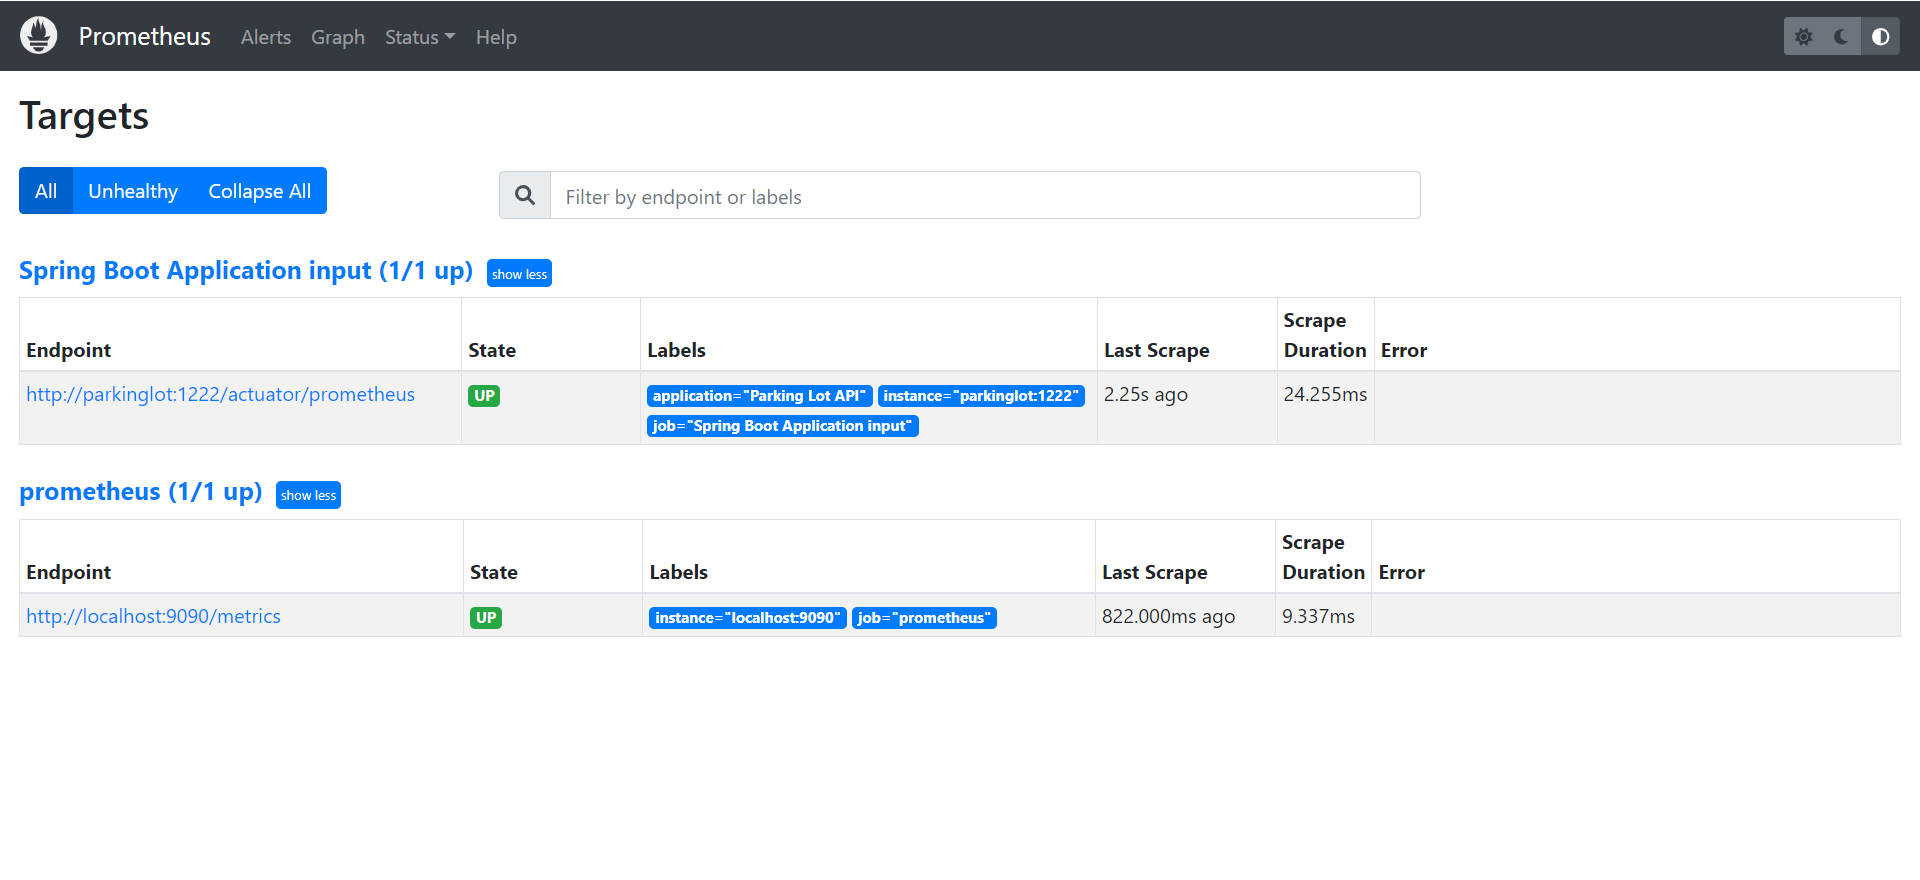 Prometheus Alerts Graph Status Help
Targets
All Unhealthy Collapse All
Filter by endpoint or labels
Spring Boot Application input (1/1 up) show less
Endpoint State Labels Last Scrape Scrape Duration Error
http://parkinglot:1222/actuator/prometheus UP application="Parking Lot API" instance="parkinglot:1222" 2.25s ago 24.255ms
job="Spring Boot Application input"
prometheus (1/1 up) show less
Endpoint State Labels Last Scrape Scrape Duration Error
http://localhost:9090/metrics UP instance="localhost:9090" job="prometheus" 822.000ms ago 9.337ms